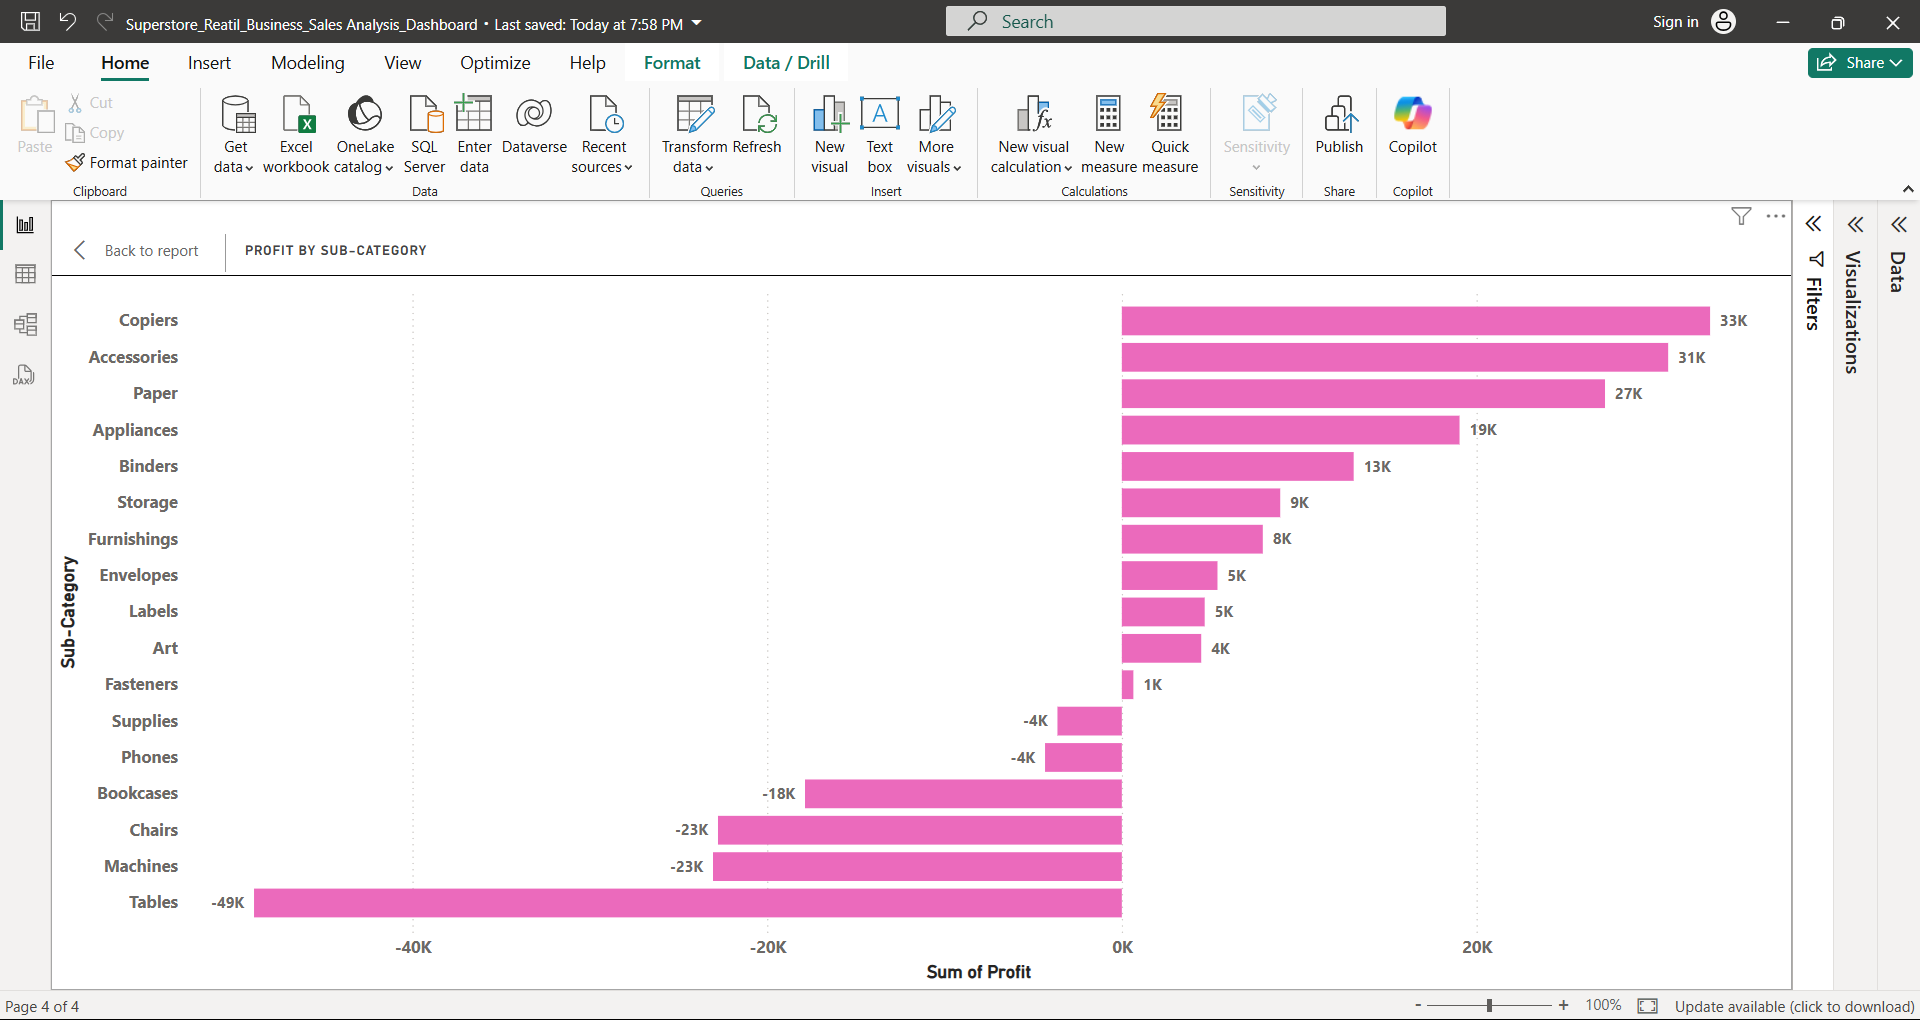 Superstore_Reatil_Business_Sales Analysis_Dashboard • Last saved: Today at 7:58 PM
Search
Sign in
File Home Insert Modeling View Optimize Help Format Data / Drill
Share
Paste
Cut
Copy
Format painter
Clipboard
Get data
Excel workbook
OneLake catalog
SQL Server
Enter data
Dataverse
Recent sources
Data
Transform data
Refresh
Queries
New visual
Text box
More visuals
Insert
New visual calculation
New measure
Quick measure
Calculations
Sensitivity
Sensitivity
Publish
Share
Copilot
Copilot
Back to report
PROFIT BY SUB-CATEGORY
Filters
Visualizations
Data
DAX
Sub-Category
Copiers 33K
Accessories 31K
Paper 27K
Appliances 19K
Binders 13K
Storage 9K
Furnishings 8K
Envelopes 5K
Labels 5K
Art 4K
Fasteners 1K
Supplies -4K
Phones -4K
Bookcases -18K
Chairs -23K
Machines -23K
Tables -49K
-40K -20K 0K 20K
Sum of Profit
Page 4 of 4
- + 100%
Update available (click to download)